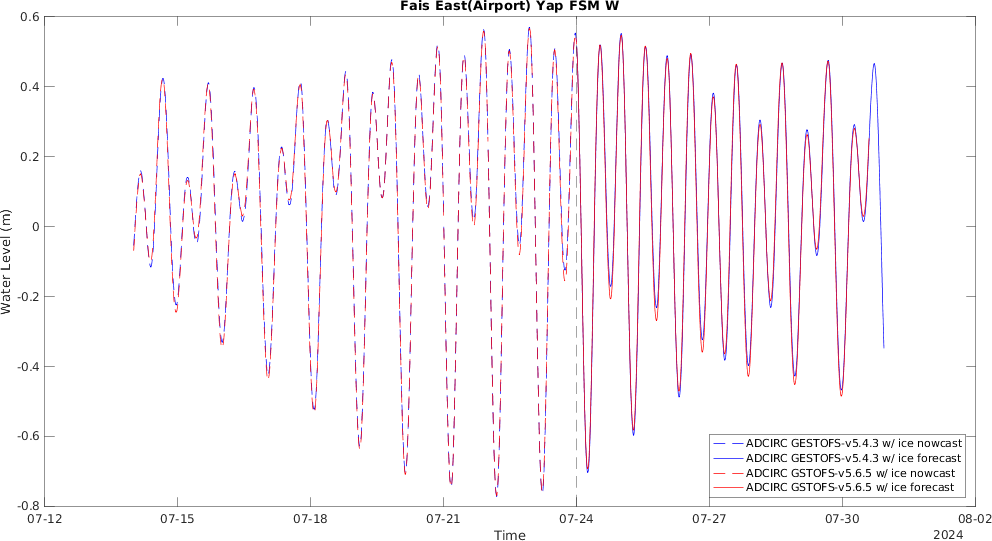 Fais East(Airport) Yap FSM W
0.6
0.4
0.2
0
-0.2
-0.4
-0.6
-0.8
Water Level (m)
ADCIRC GESTOFS-v5.4.3 w/ ice nowcast
ADCIRC GESTOFS-v5.4.3 w/ ice forecast
ADCIRC GSTOFS-v5.6.5 w/ ice nowcast
ADCIRC GSTOFS-v5.6.5 w/ ice forecast
07-12 07-15 07-18 07-21 07-24 07-27 07-30 08-02
Time
2024